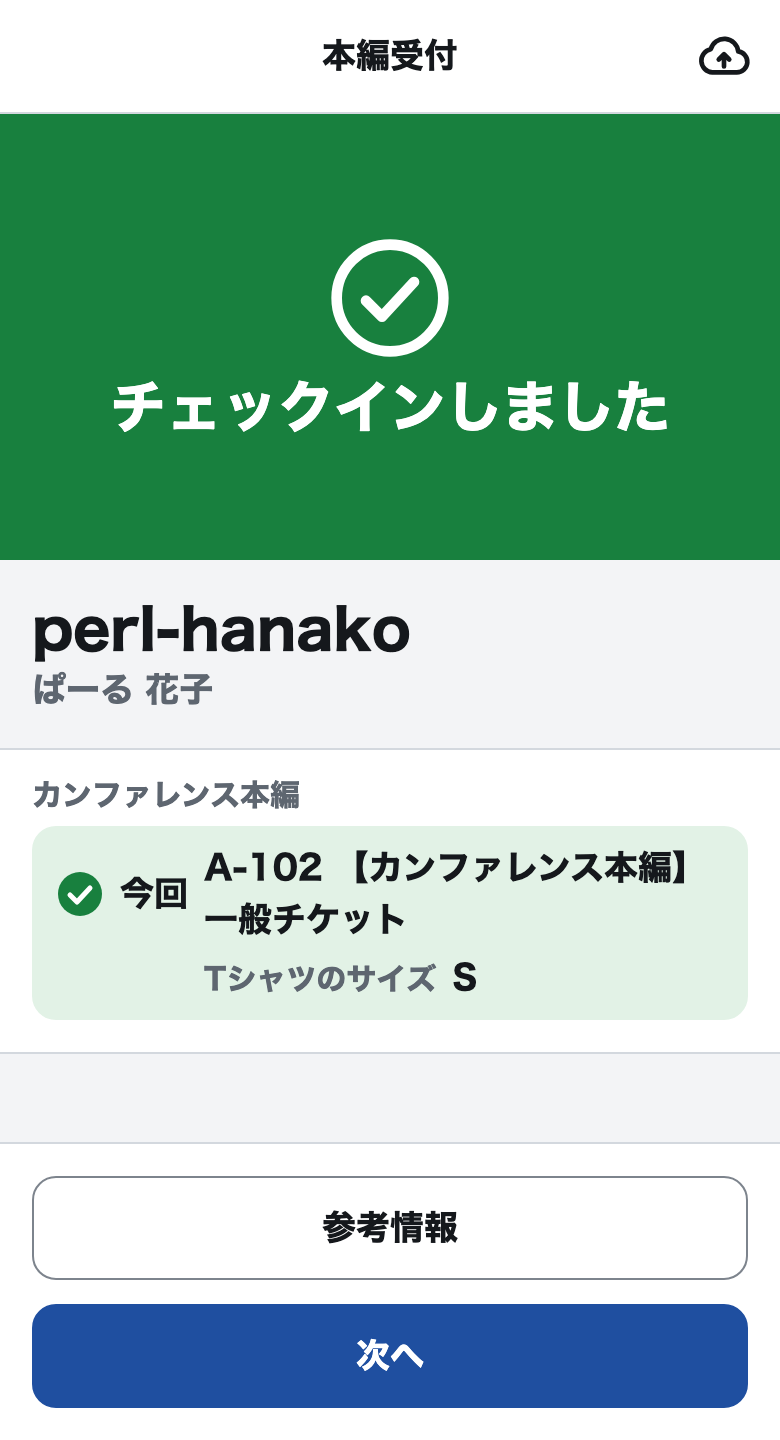 本編受付
チェックインしました
perl-hanako
ぱーる 花子
カンファレンス本編
今回
A-102 【カンファレンス本編】
一般チケット
Tシャツのサイズ S
参考情報
次へ